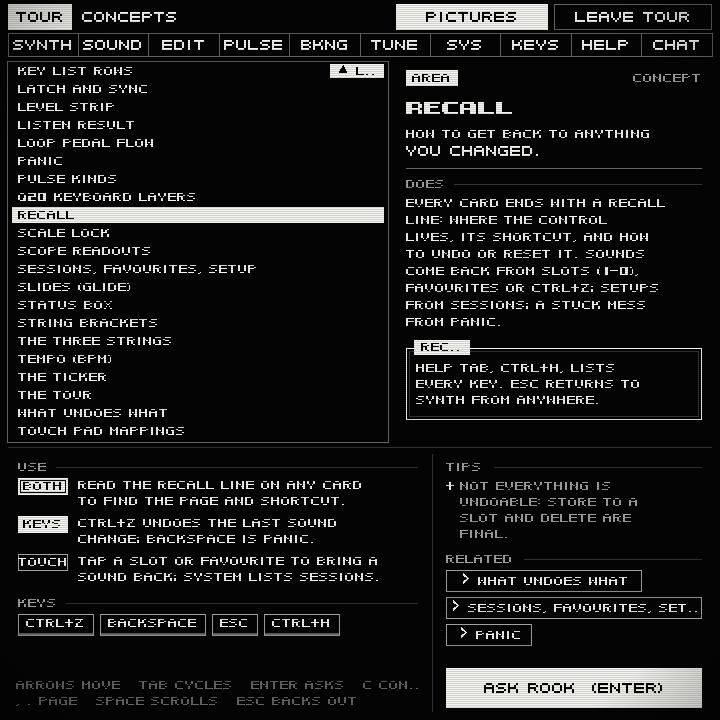 TOUR CONCEPTS PICTURES LEAVE TOUR
SYNTH SOUND EDIT PULSE BKNG TUNE SYS KEYS HELP CHAT
KEY LIST ROWS ▲ L..
LATCH AND SYNC
LEVEL STRIP
LISTEN RESULT
LOOP PEDAL FLOW
PANIC
PULSE KINDS
Q20 KEYBOARD LAYERS
RECALL
SCALE LOCK
SCOPE READOUTS
SESSIONS, FAVOURITES, SETUP
SLIDES (GLIDE)
STATUS BOX
STRING BRACKETS
THE THREE STRINGS
TEMPO (BPM)
THE TICKER
THE TOUR
WHAT UNDOES WHAT
TOUCH PAD MAPPINGS
AREA CONCEPT
RECALL
HOW TO GET BACK TO ANYTHING
YOU CHANGED.
DOES
EVERY CARD ENDS WITH A RECALL
LINE: WHERE THE CONTROL
LIVES, ITS SHORTCUT, AND HOW
TO UNDO OR RESET IT. SOUNDS
COME BACK FROM SLOTS (1-0),
FAVOURITES OR CTRL+Z; SETUPS
FROM SESSIONS; A STUCK MESS
FROM PANIC.
REC..
HELP TAB, CTRL+H, LISTS
EVERY KEY. ESC RETURNS TO
SYNTH FROM ANYWHERE.
USE
BOTH READ THE RECALL LINE ON ANY CARD
TO FIND THE PAGE AND SHORTCUT.
KEYS CTRL+Z UNDOES THE LAST SOUND
CHANGE; BACKSPACE IS PANIC.
TOUCH TAP A SLOT OR FAVOURITE TO BRING A
SOUND BACK; SYSTEM LISTS SESSIONS.
KEYS
CTRL+Z BACKSPACE ESC CTRL+H
ARROWS MOVE TAB CYCLES ENTER ASKS C CON..
, . PAGE SPACE SCROLLS ESC BACKS OUT
TIPS
+ NOT EVERYTHING IS
UNDOABLE: STORE TO A
SLOT AND DELETE ARE
FINAL.
RELATED
> WHAT UNDOES WHAT
> SESSIONS, FAVOURITES, SET..
> PANIC
ASK ROOK (ENTER)